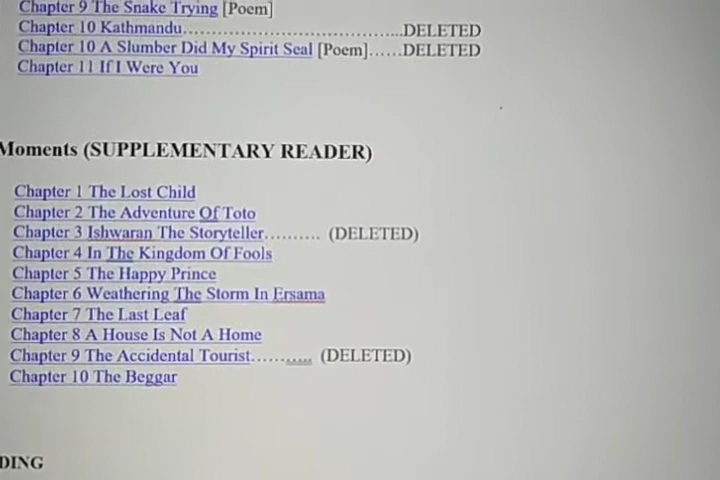 Chapter 9 The Snake Trying [Poem]
Chapter 10 Kathmandu......................................DELETED
Chapter 10 A Slumber Did My Spirit Seal [Poem]......DELETED
Chapter 11 If I Were You
Moments (SUPPLEMENTARY READER)
Chapter 1 The Lost Child
Chapter 2 The Adventure Of Toto
Chapter 3 Ishwaran The Storyteller.......... (DELETED)
Chapter 4 In The Kingdom Of Fools
Chapter 5 The Happy Prince
Chapter 6 Weathering The Storm In Ersama
Chapter 7 The Last Leaf
Chapter 8 A House Is Not A Home
Chapter 9 The Accidental Tourist........... (DELETED)
Chapter 10 The Beggar
DING